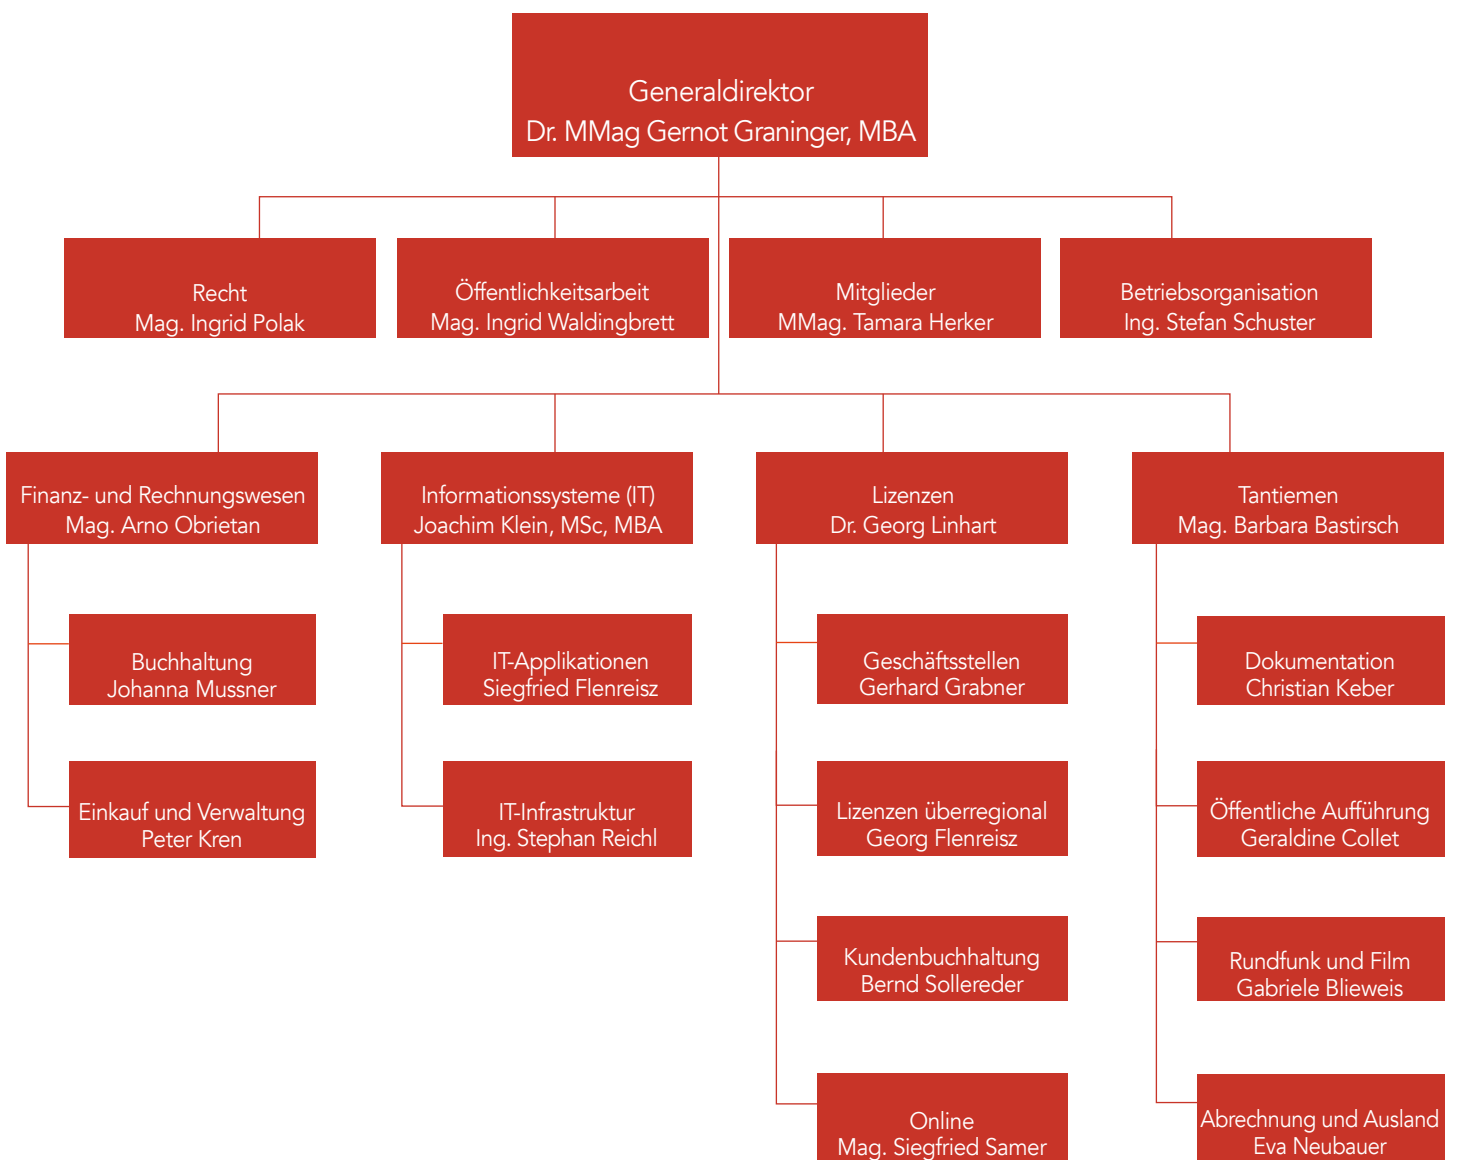 Generaldirektor
Dr. MMag Gernot Graninger, MBA
Recht
Mag. Ingrid Polak
Öffentlichkeitsarbeit
Mag. Ingrid Waldingbrett
Mitglieder
MMag. Tamara Herker
Betriebsorganisation
Ing. Stefan Schuster
Finanz- und Rechnungswesen
Mag. Arno Obrietan
Informationssysteme (IT)
Joachim Klein, MSc, MBA
Lizenzen
Dr. Georg Linhart
Tantiemen
Mag. Barbara Bastirsch
Buchhaltung
Johanna Mussner
Einkauf und Verwaltung
Peter Kren
IT-Applikationen
Siegfried Flenreisz
IT-Infrastruktur
Ing. Stephan Reichl
Geschäftsstellen
Gerhard Grabner
Lizenzen überregional
Georg Flenreisz
Kundenbuchhaltung
Bernd Sollereder
Online
Mag. Siegfried Samer
Dokumentation
Christian Keber
Öffentliche Aufführung
Geraldine Collet
Rundfunk und Film
Gabriele Blieweis
Abrechnung und Ausland
Eva Neubauer